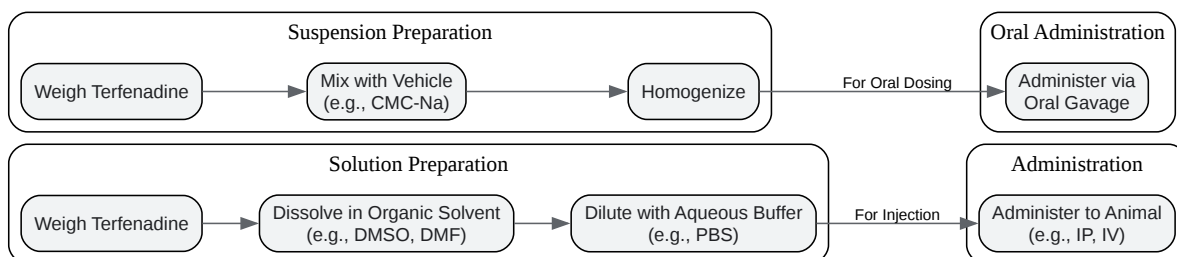 Suspension Preparation
Oral Administration
Weigh Terfenadine
Mix with Vehicle
(e.g., CMC-Na)
Homogenize
For Oral Dosing
Administer via
Oral Gavage
Solution Preparation
Administration
Weigh Terfenadine
Dissolve in Organic Solvent
(e.g., DMSO, DMF)
Dilute with Aqueous Buffer
(e.g., PBS)
For Injection
Administer to Animal
(e.g., IP, IV)